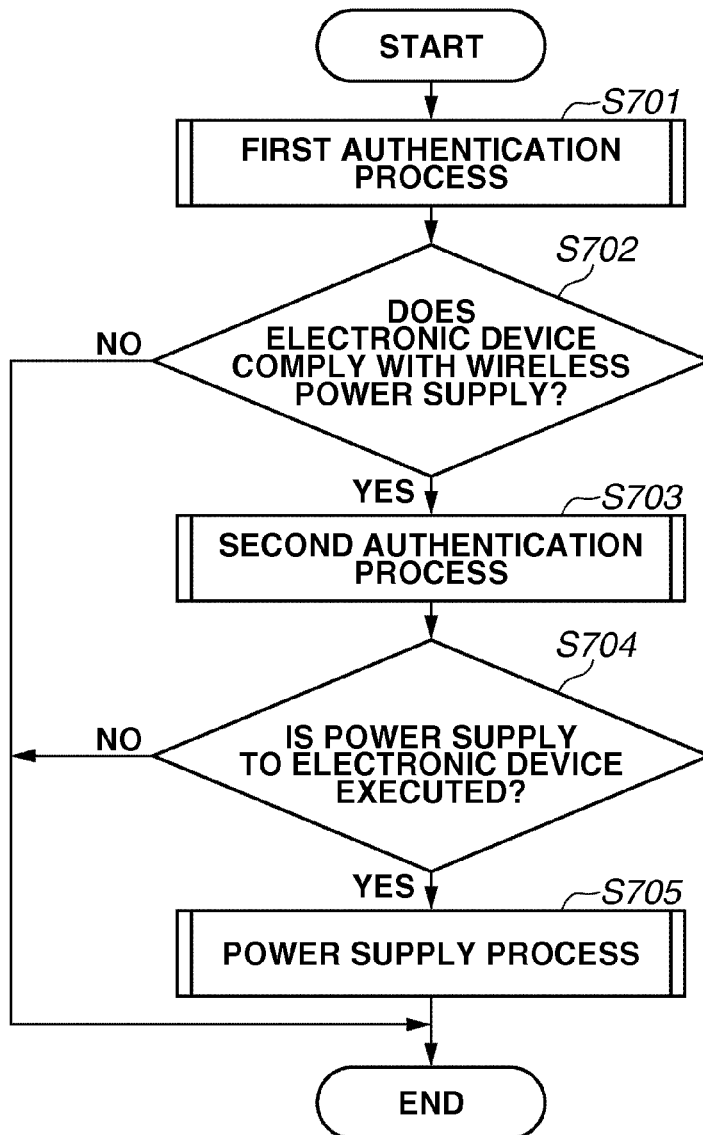 START
S701
FIRST AUTHENTICATION
PROCESS
S702
DOES
ELECTRONIC DEVICE
COMPLY WITH WIRELESS
POWER SUPPLY?
NO
YES
S703
SECOND AUTHENTICATION
PROCESS
S704
IS POWER SUPPLY
TO ELECTRONIC DEVICE
EXECUTED?
NO
YES
S705
POWER SUPPLY PROCESS
END